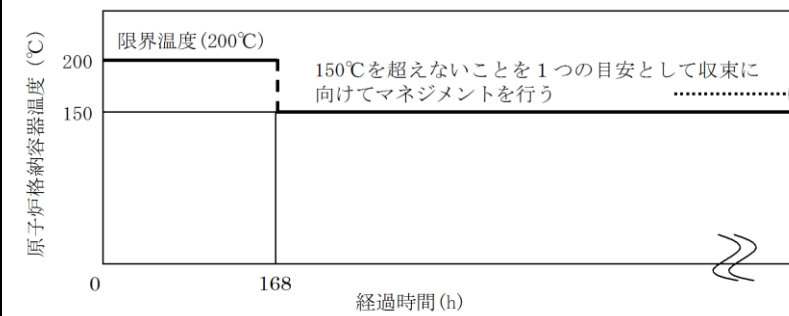 限界温度(200℃)
200
150℃を超えないことを1つの目安として収束に
向けてマネジメントを行う
150
原子炉格納容器温度(℃)
0
168
経過時間(h)